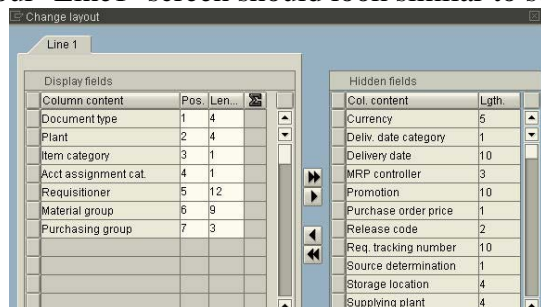 Change layout
Line 1
Display fields
Column content Pos. Len... Σ
Document type 1 4
Plant 2 4
Item category 3 1
Acct assignment cat. 4 1
Requisitioner 5 12
Material group 6 9
Purchasing group 7 3
Hidden fields
Col. content Lgth.
Currency 5
Deliv. date category 1
Delivery date 10
MRP controller 3
Promotion 10
Purchase order price 1
Release code 2
Req. tracking number 10
Source determination 1
Storage location 4
Supplying plant 4